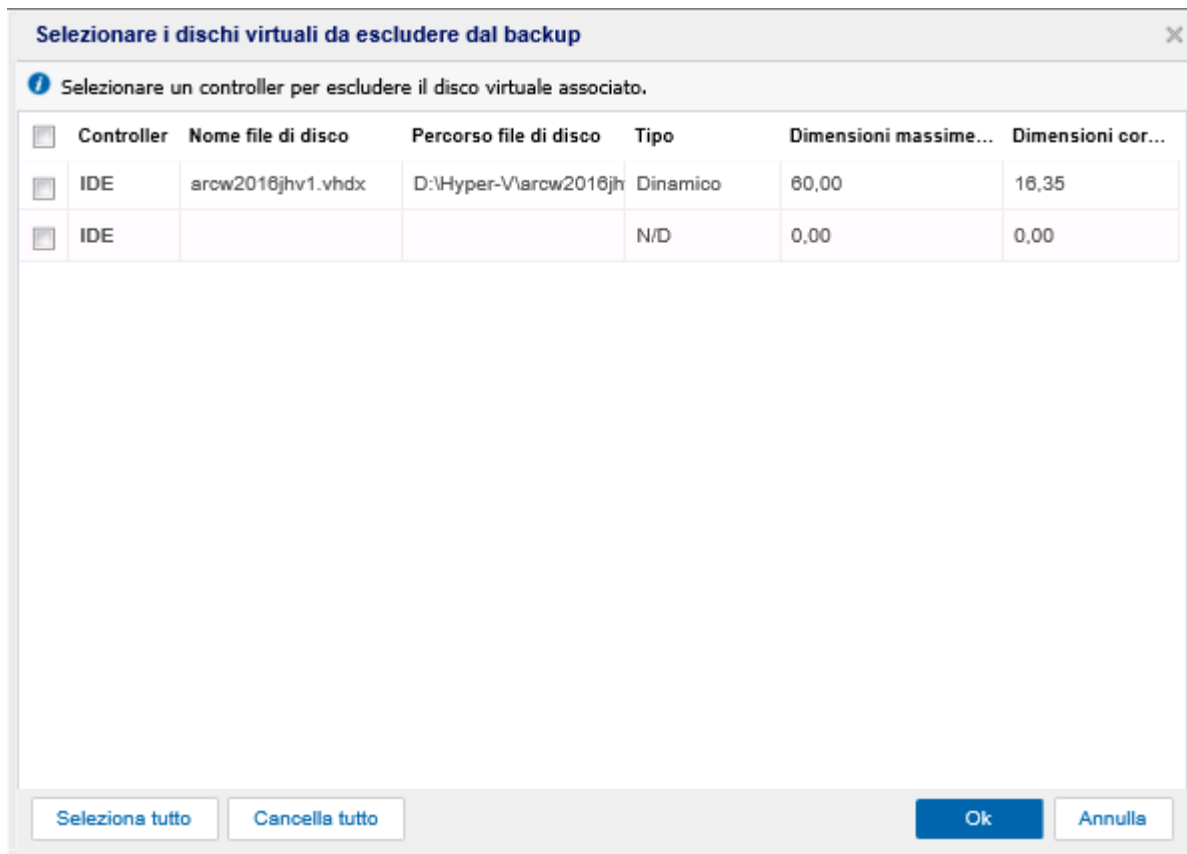 Selezionare i dischi virtuali da escludere dal backup
Selezionare un controller per escludere il disco virtuale associato.
Controller Nome file di disco Percorso file di disco Tipo Dimensioni massime... Dimensioni cor...
IDE arcw2016jhv1.vhdx D:\Hyper-V\arcw2016jh Dinamico 60,00 16,35
IDE N/D 0,00 0,00
Seleziona tutto Cancella tutto Ok Annulla